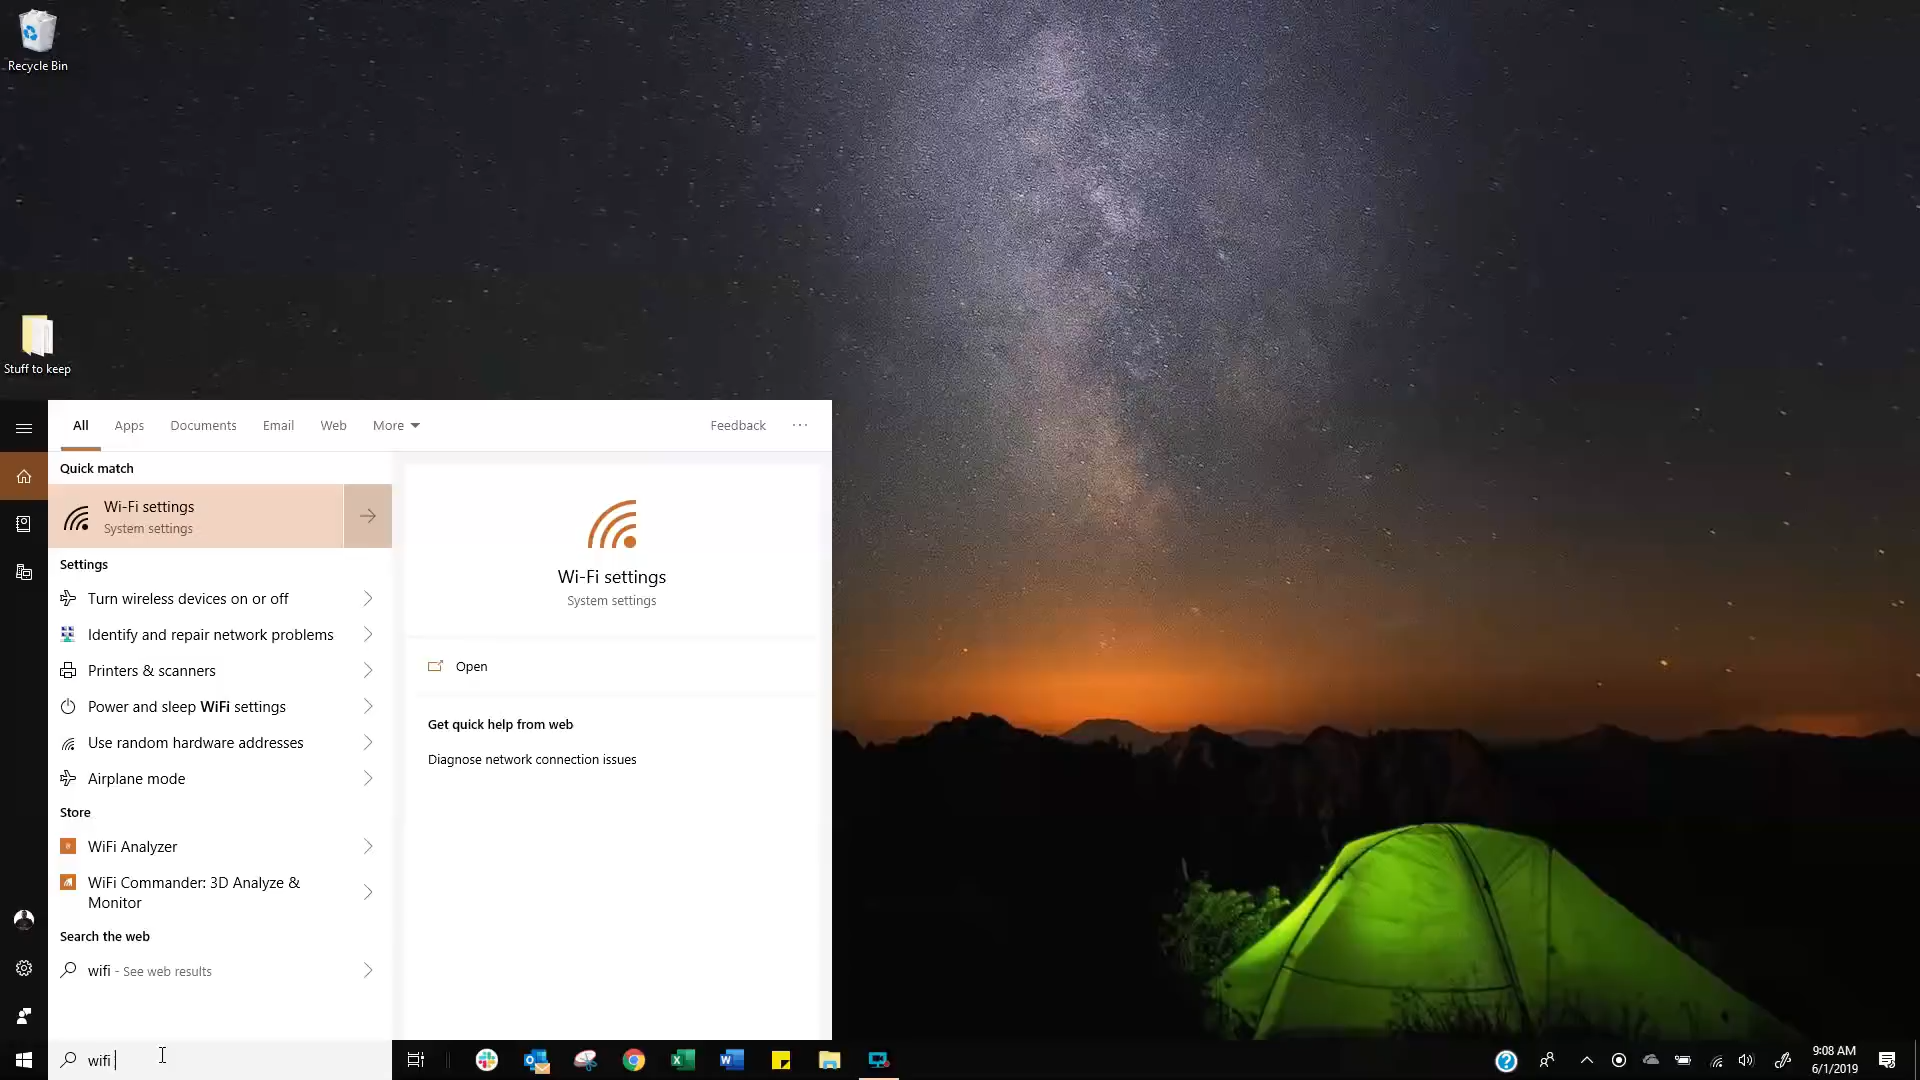 Recycle Bin
Stuff to keep
All Apps Documents Email Web More Feedback ...
Quick match
Wi-Fi settings
System settings
Settings
Turn wireless devices on or off
Identify and repair network problems
Printers & scanners
Power and sleep WiFi settings
Use random hardware addresses
Airplane mode
Store
WiFi Analyzer
WiFi Commander: 3D Analyze &
Monitor
Search the web
wifi - See web results
Wi-Fi settings
System settings
Open
Get quick help from web
Diagnose network connection issues
wifi
9:08 AM
6/1/2019